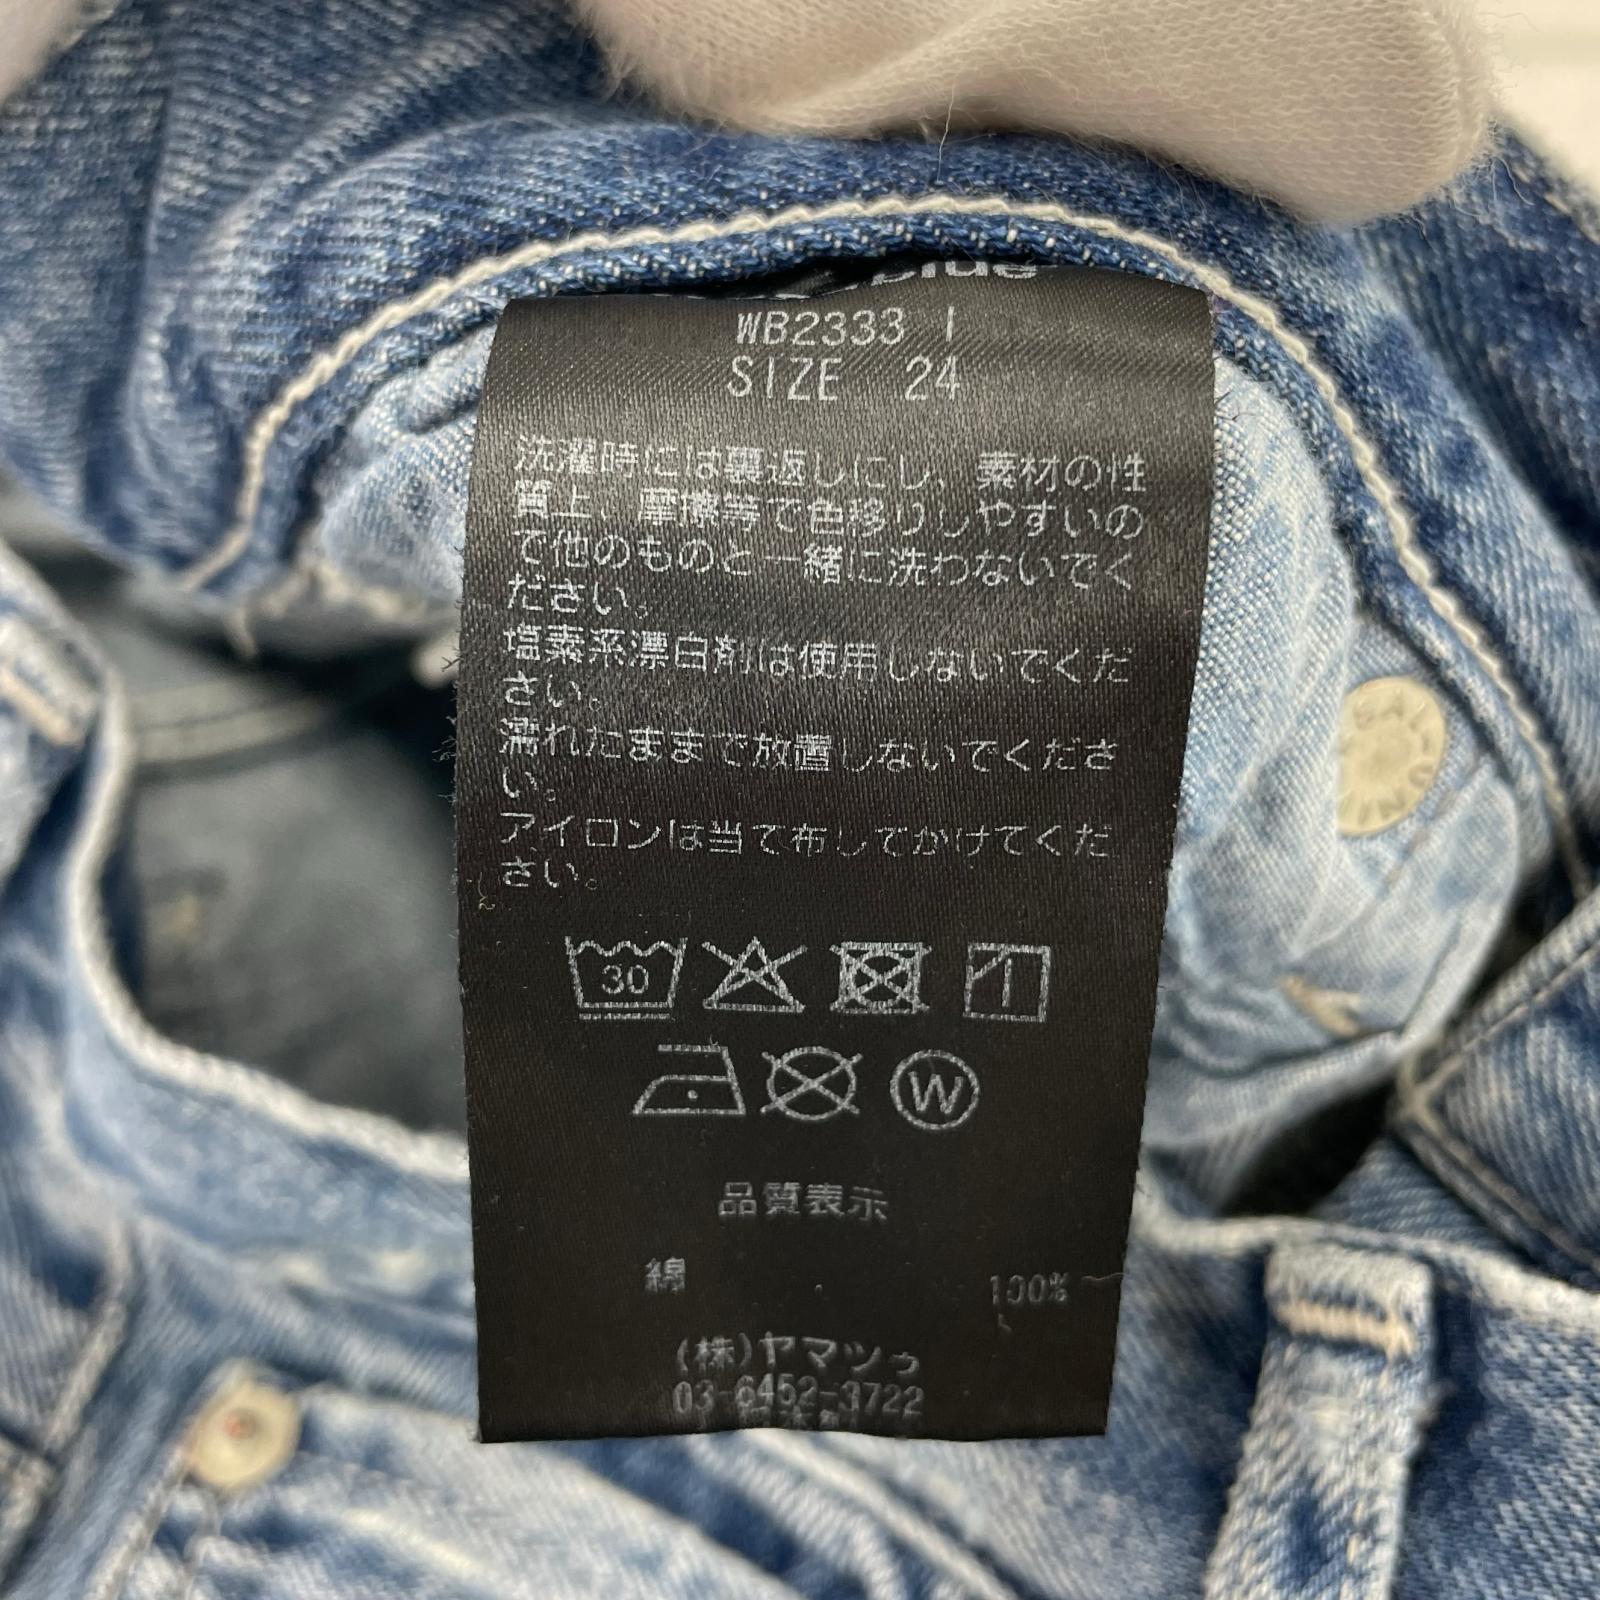 WB2333 I
SIZE 24
洗濯時には裏返しにし、素材の性
質上、摩擦等で色移りしやすいの
で他のものと一緒に洗わないでく
ださい。
塩素系漂白剤は使用しないでくだ
さい。
濡れたままで放置しないでくださ
い。
アイロンは当て布してかけてくだ
さい。
30
W
品質表示
綿 100%
(株)ヤマツゥ
03-6452-3722